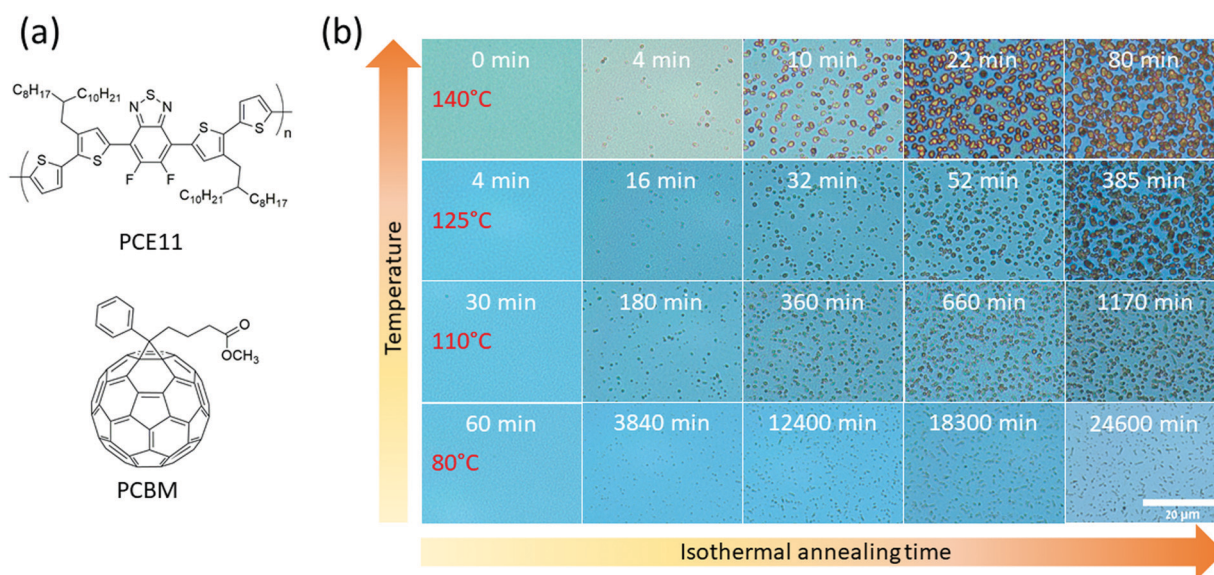 (a)
C8H17
C10H21
N
S
N
S
S
S
S
n
F
F
C10H21
C8H17
PCE11
O
OCH3
PCBM
(b)
Temperature
0 min
4 min
10 min
22 min
80 min
140°C
4 min
16 min
32 min
52 min
385 min
125°C
30 min
180 min
360 min
660 min
1170 min
110°C
60 min
3840 min
12400 min
18300 min
24600 min
80°C
20 μm
Isothermal annealing time